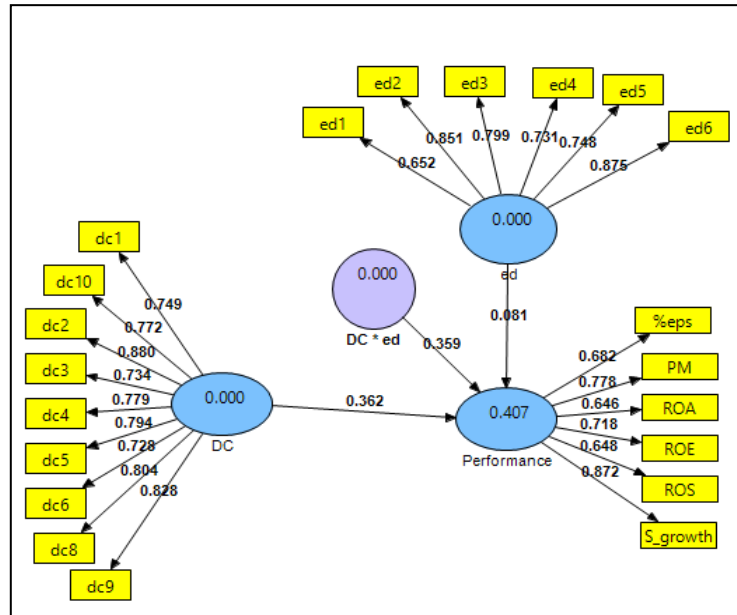 ed2
ed3
ed4
ed5
ed1
ed6
0.851
0.799
0.731
0.748
0.652
0.875
0.000
ed
dc1
dc10
dc2
dc3
dc4
dc5
dc6
dc8
dc9
0.749
0.772
0.880
0.734
0.779
0.794
0.728
0.804
0.828
0.000
DC
0.000
DC * ed
0.359
0.081
0.362
0.407
Performance
0.682
0.778
0.646
0.718
0.648
0.872
%eps
PM
ROA
ROE
ROS
S_growth